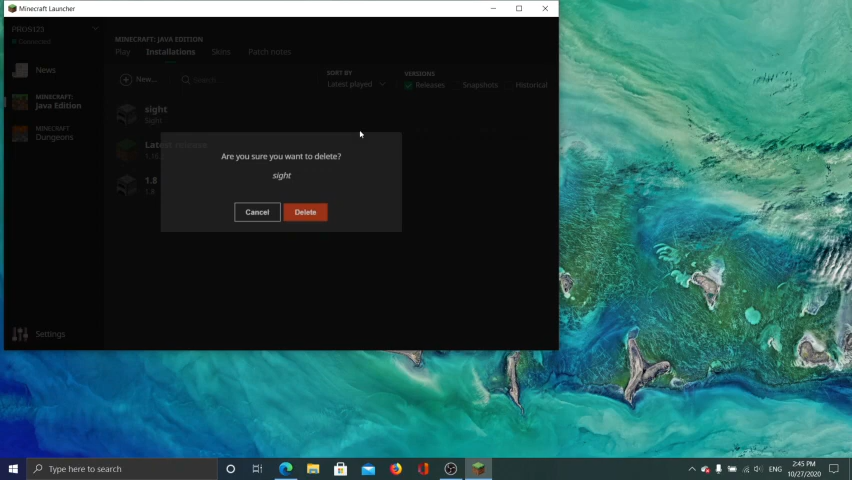 Minecraft Launcher
PRO9123
Connected
News
MINECRAFT:
Java Edition
MINECRAFT
Dungeons
Settings
MINECRAFT: JAVA EDITION
Play Installations Skins Patch notes
New... Search
SORT BY
Latest played
VERSIONS
Releases Snapshots Historical
sight
Sight
Latest release
1.8
1.8
Are you sure you want to delete?
sight
Cancel Delete
Type here to search
ENG
2:45 PM
10/27/2020